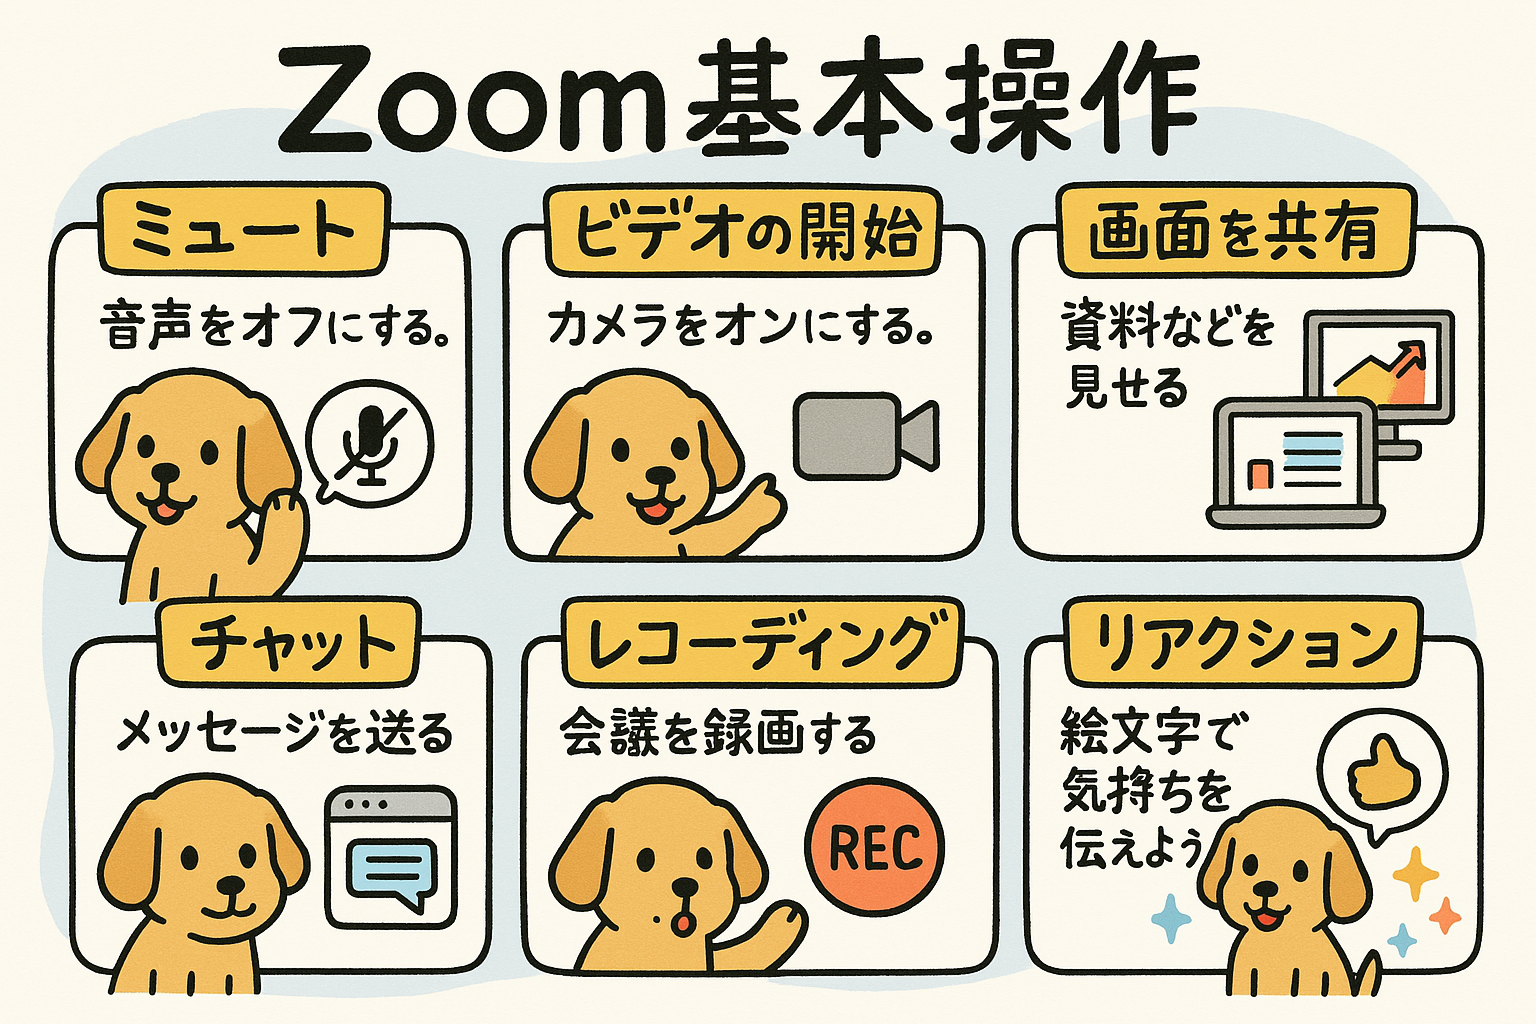 Zoom基本操作
ミュート
音声をオフにする。
ビデオの開始
カメラをオンにする。
画面を共有
資料などを
見せる
チャット
メッセージを送る
レコーディング
会議を録画する
REC
リアクション
絵文字で
気持ちを
伝えよう